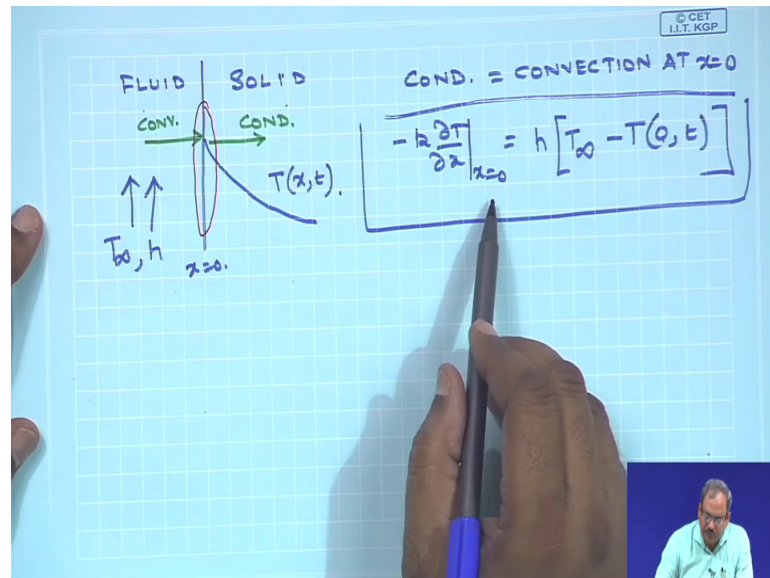 © CET
I.I.T. KGP
FLUID SOLID
CONV. COND.
T(x,t).
T∞, h
x=0.
COND. = CONVECTION AT x=0
-k ∂T/∂x |x=0 = h[T∞ - T(0,t)]